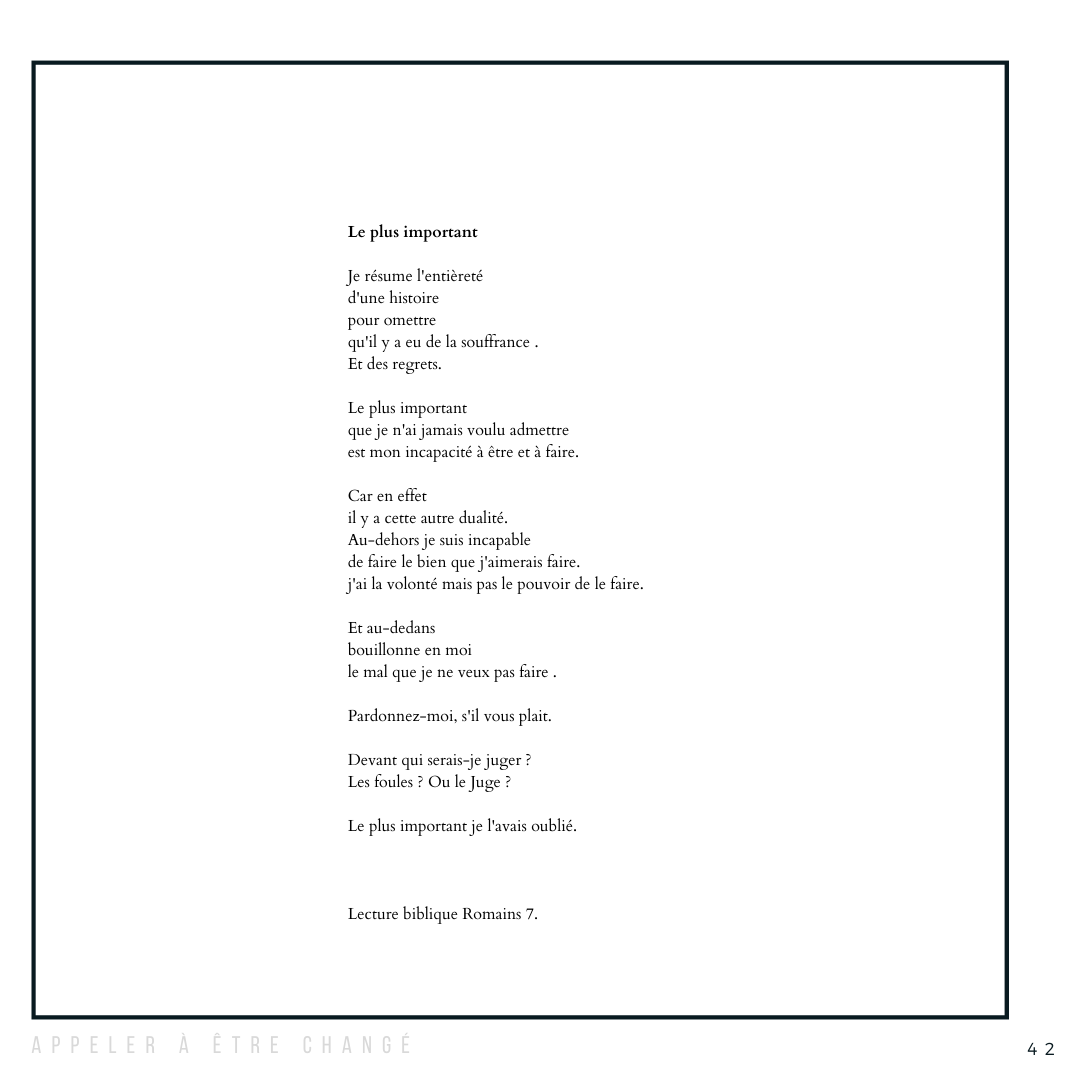 Le plus important
Je résume l'entièreté
d'une histoire
pour omettre
qu'il y a eu de la souffrance .
Et des regrets.
Le plus important
que je n'ai jamais voulu admettre
est mon incapacité à être et à faire.
Car en effet
il y a cette autre dualité.
Au-dehors je suis incapable
de faire le bien que j'aimerais faire.
j'ai la volonté mais pas le pouvoir de le faire.
Et au-dedans
bouillonne en moi
le mal que je ne veux pas faire .
Pardonnez-moi, s'il vous plait.
Devant qui serais-je juger ?
Les foules ? Ou le Juge ?
Le plus important je l'avais oublié.
Lecture biblique Romains 7.
APPELER À ÊTRE CHANGÉ
42